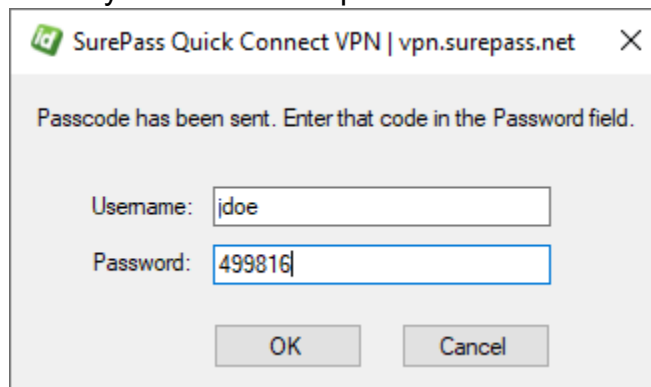 SurePass Quick Connect VPN | vpn.surepass.net
Passcode has been sent. Enter that code in the Password field.
Username: jdoe
Password: 499816
OK Cancel